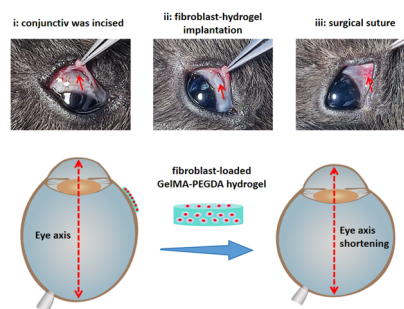 i: conjunctiv was incised
ii: fibroblast-hydrogel
implantation
iii: surgical suture
fibroblast-loaded
GelMA-PEGDA hydrogel
Eye axis
Eye axis
shortening